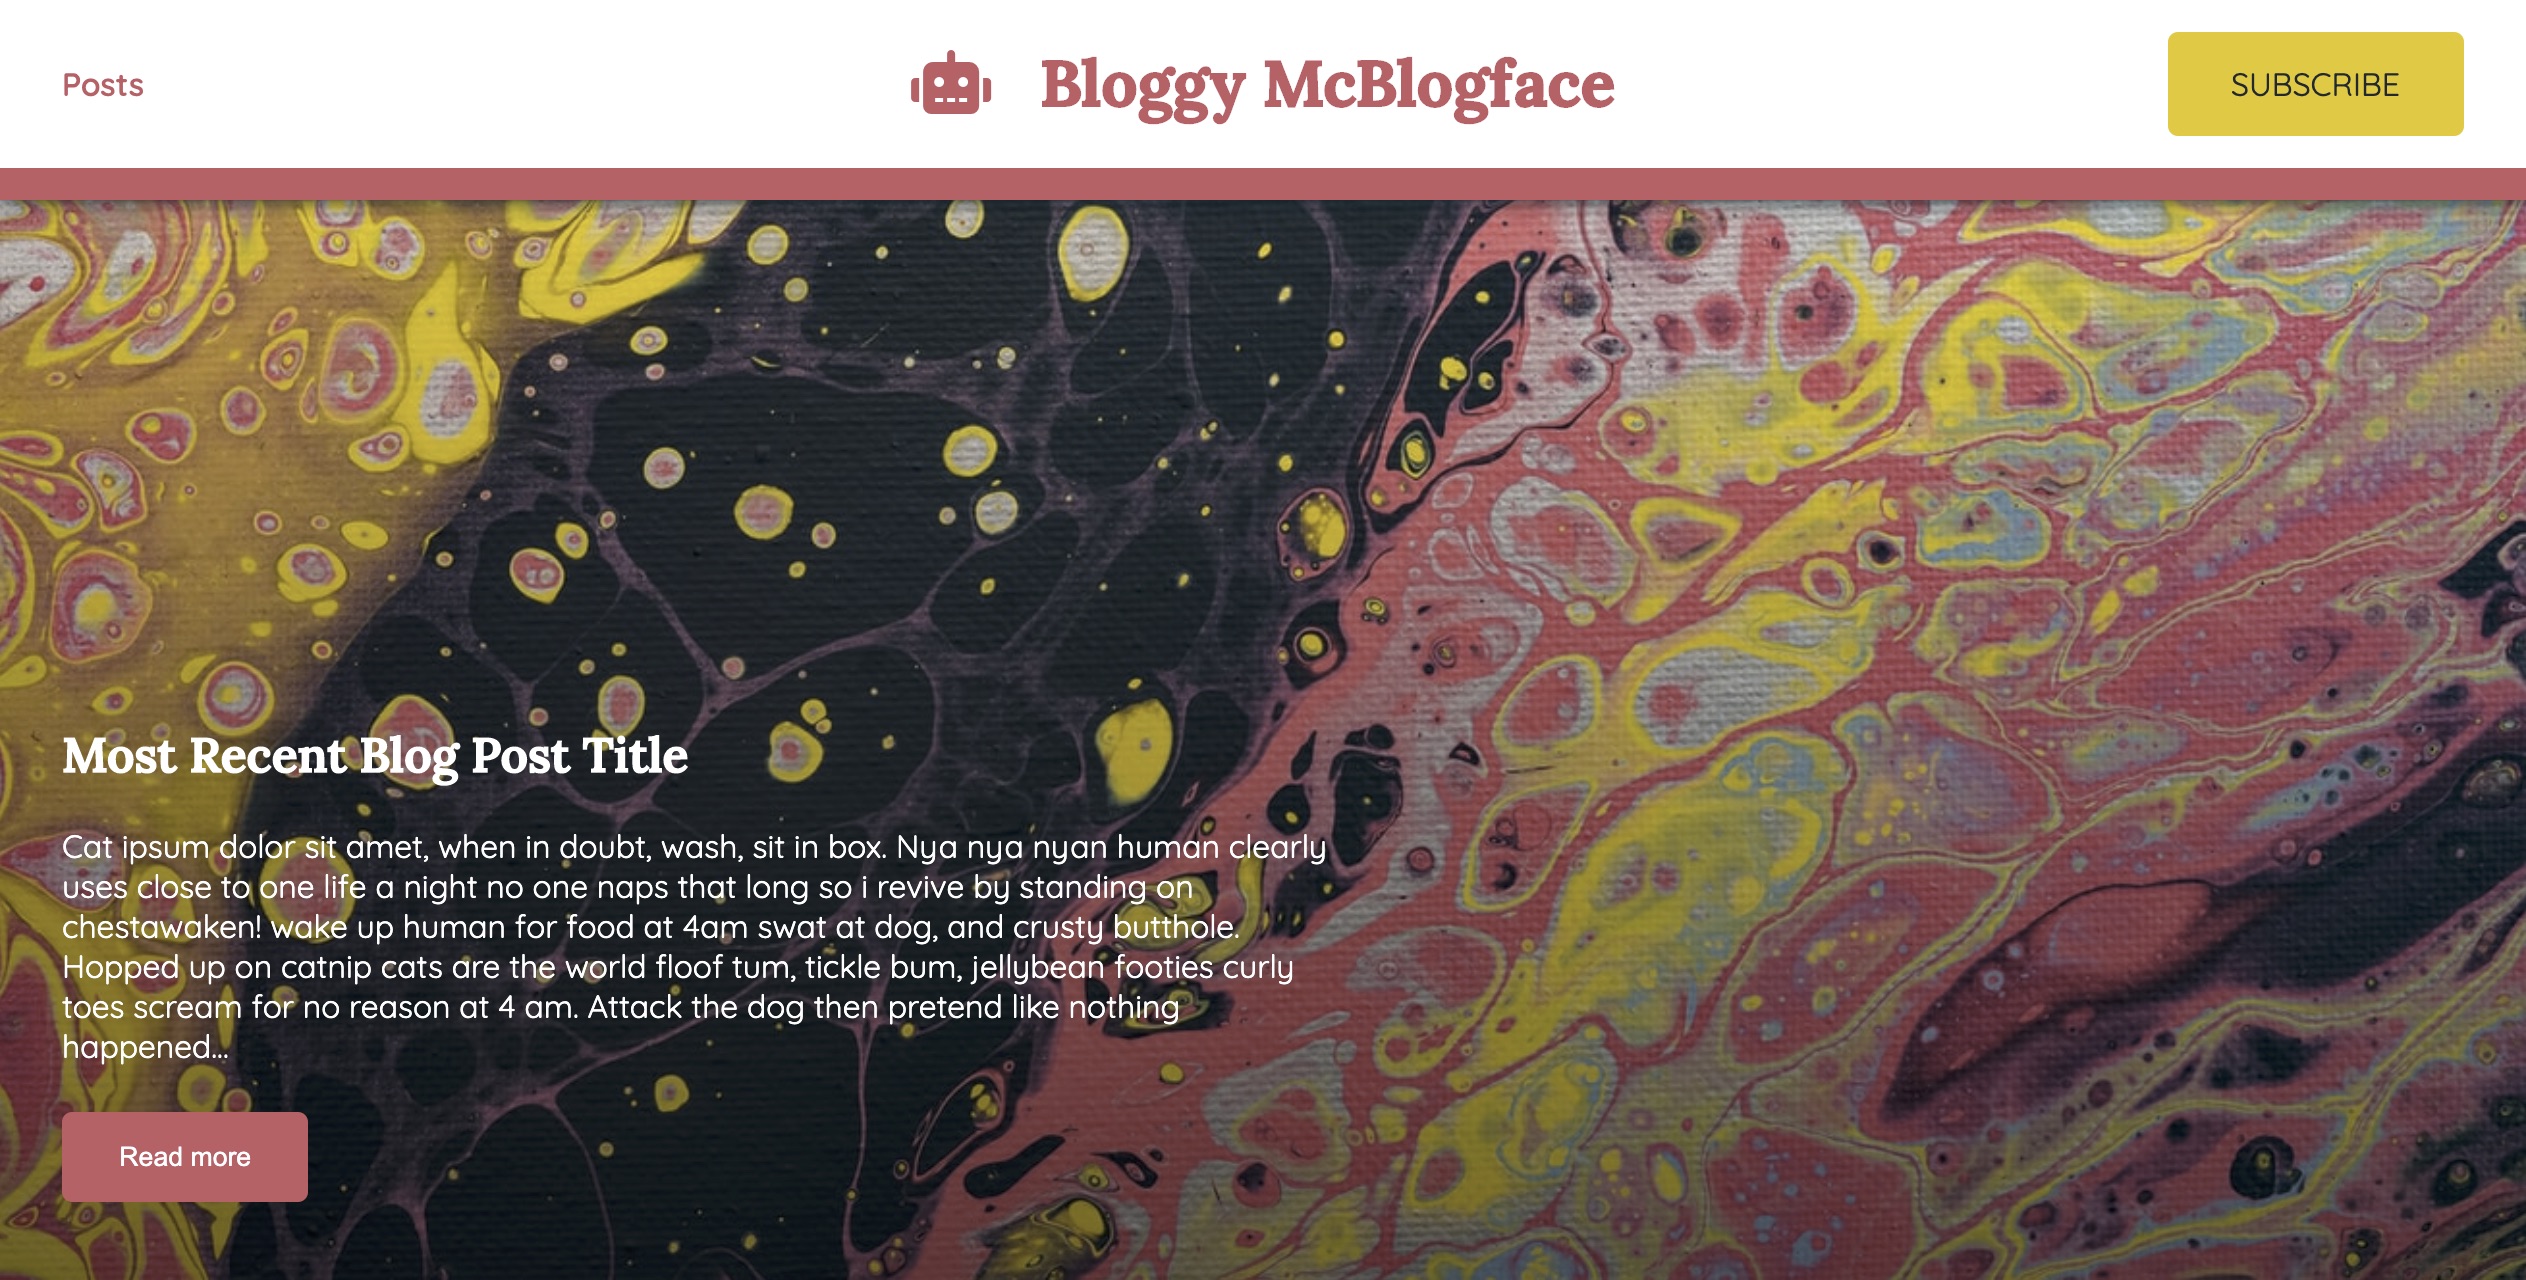 Posts
Bloggy McBlogface
SUBSCRIBE
Most Recent Blog Post Title
Cat ipsum dolor sit amet, when in doubt, wash, sit in box. Nya nya nyan human clearly
uses close to one life a night no one naps that long so i revive by standing on
chestawaken! wake up human for food at 4am swat at dog, and crusty butthole.
Hopped up on catnip cats are the world floof tum, tickle bum, jellybean footies curly
toes scream for no reason at 4 am. Attack the dog then pretend like nothing
happened...
Read more